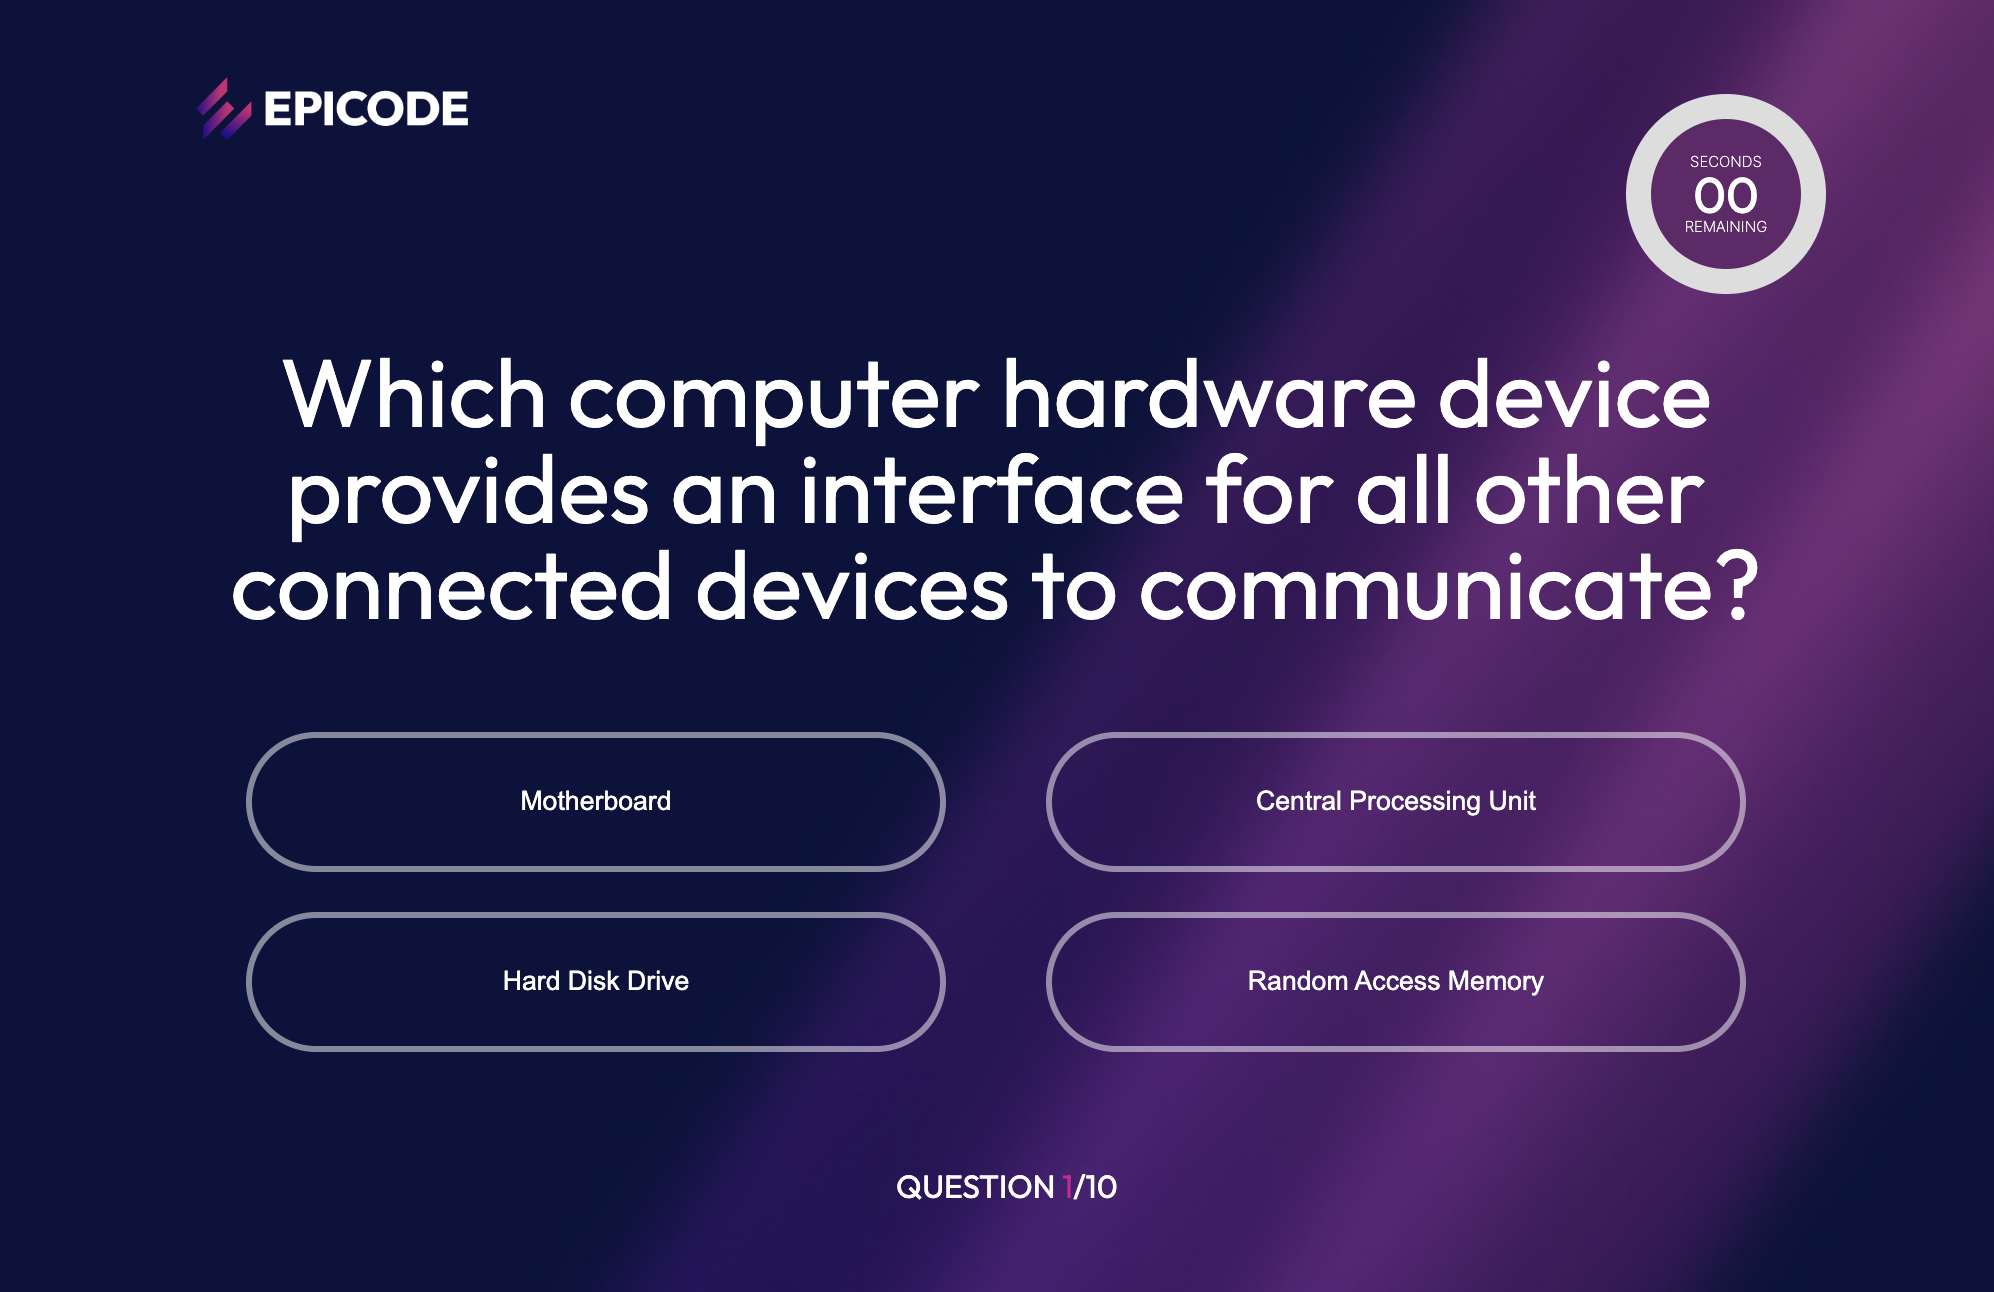 EPICODE
SECONDS
00
REMAINING
Which computer hardware device
provides an interface for all other
connected devices to communicate?
Motherboard
Central Processing Unit
Hard Disk Drive
Random Access Memory
QUESTION 1/10